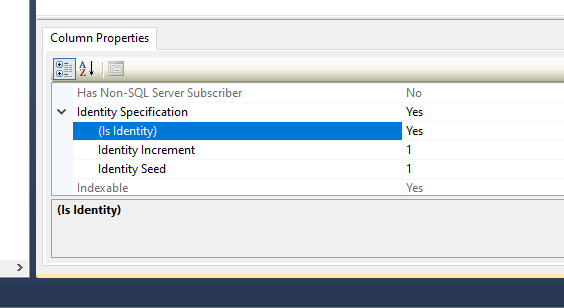 Column Properties
A
Z
Has Non-SQL Server Subscriber No
Identity Specification Yes
(Is Identity) Yes
Identity Increment 1
Identity Seed 1
Indexable Yes
(Is Identity)